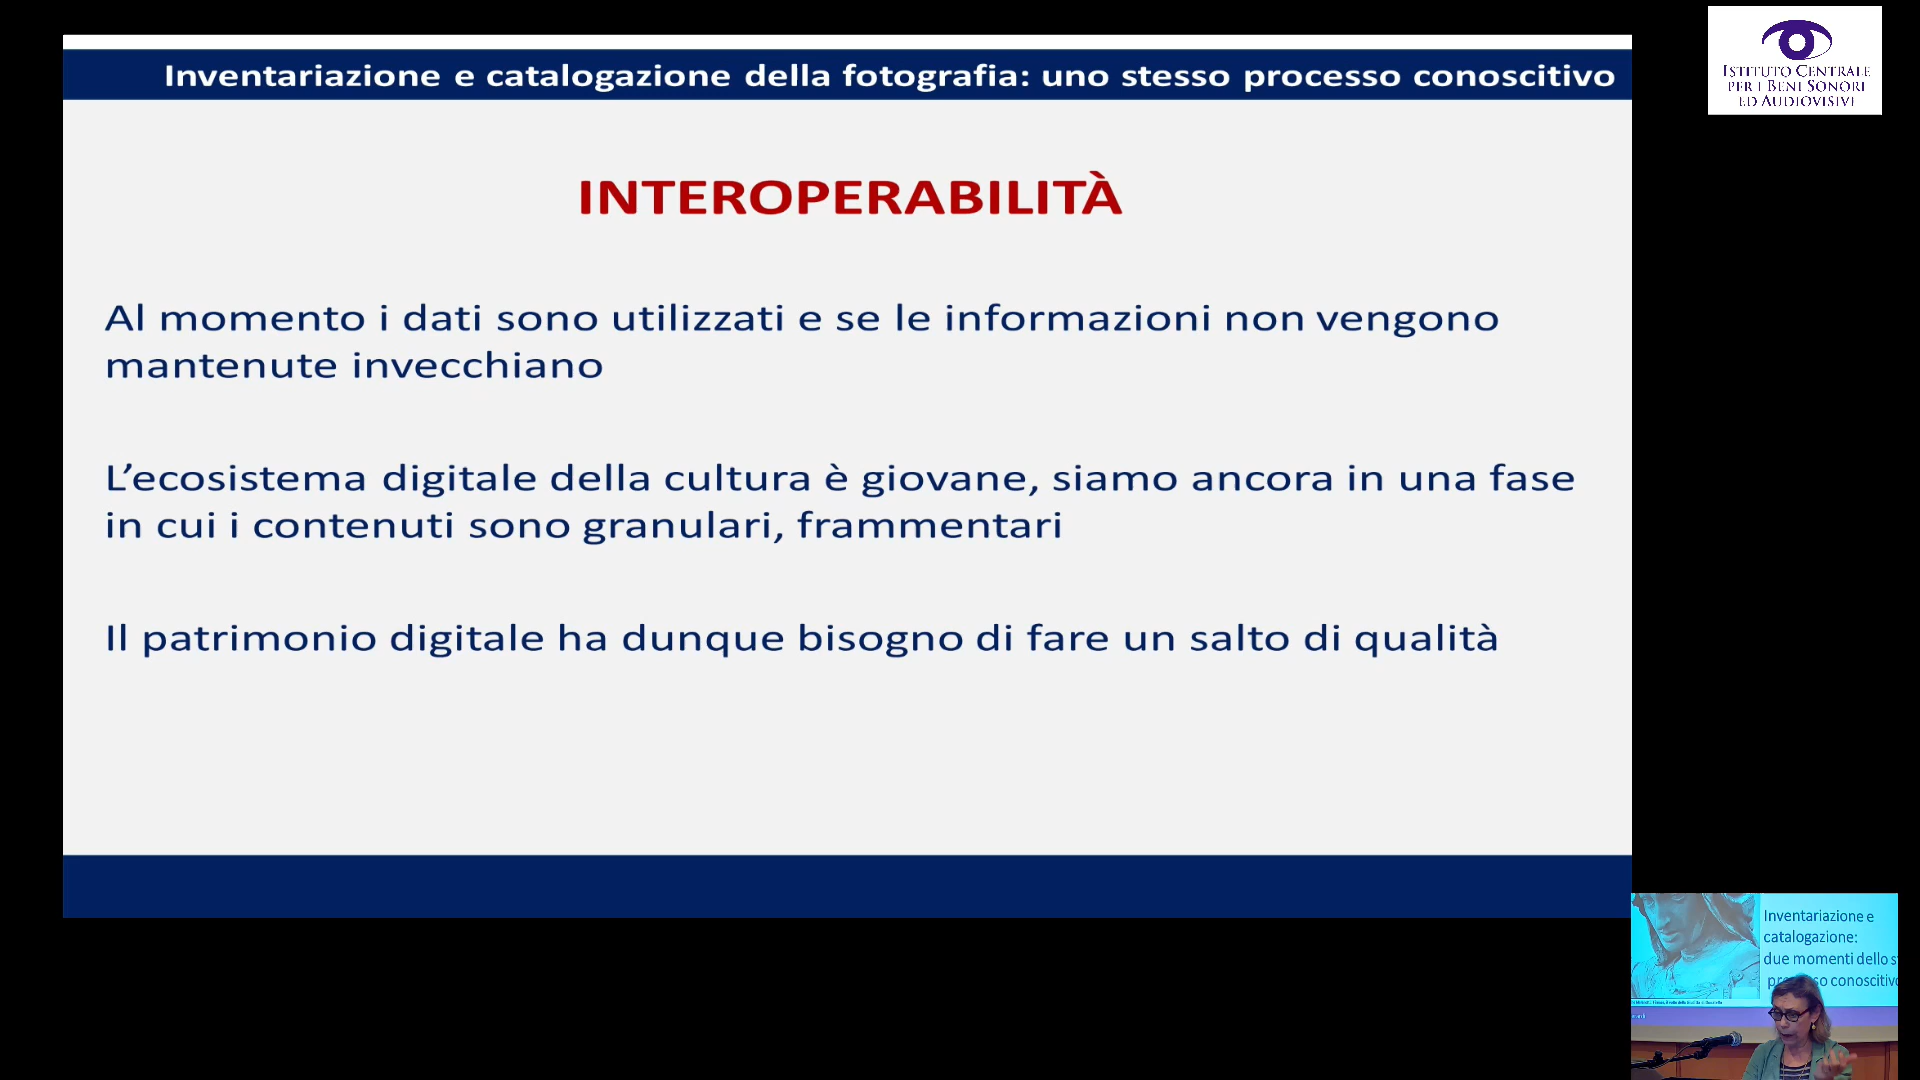 Inventariazione e catalogazione della fotografia: uno stesso processo conoscitivo
INTEROPERABILITÀ
Al momento i dati sono utilizzati e se le informazioni non vengono
mantenute invecchiano
L’ecosistema digitale della cultura è giovane, siamo ancora in una fase
in cui i contenuti sono granulari, frammentari
Il patrimonio digitale ha dunque bisogno di fare un salto di qualità
ISTITUTO CENTRALE
PER I BENI SONORI
ED AUDIOVISIVI
Inventariazione e
catalogazione:
due momenti dello
conoscitivo